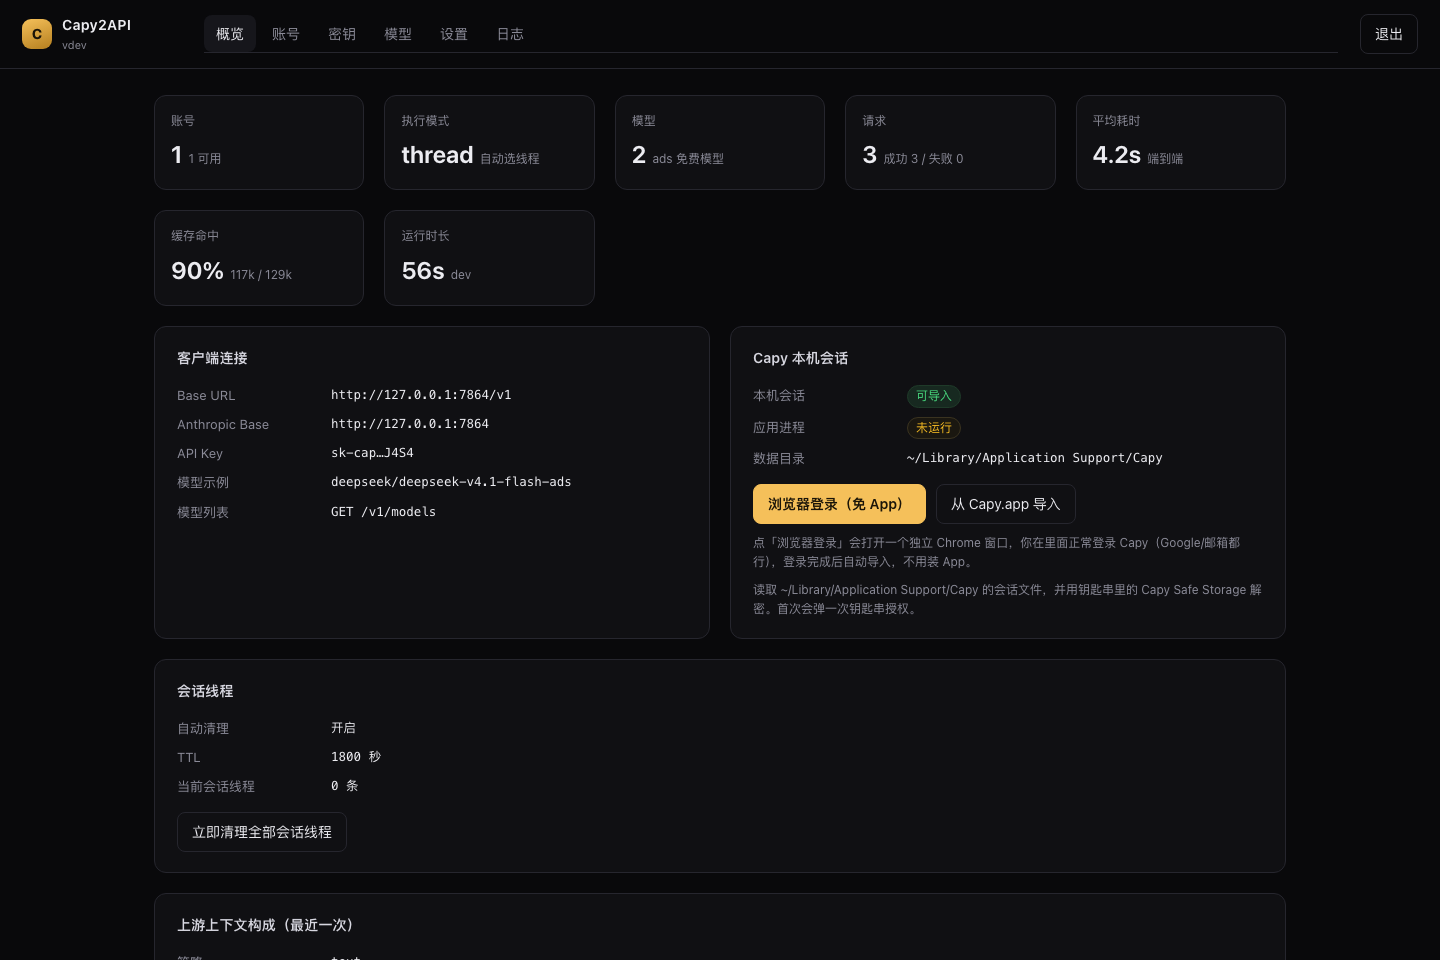 C
Capy2API
vdev
概览 账号 密钥 模型 设置 日志
退出
账号
1 1 可用
执行模式
thread 自动选线程
模型
2 ads 免费模型
请求
3 成功 3 / 失败 0
平均耗时
4.2s 端到端
缓存命中
90% 117k / 129k
运行时长
56s dev
客户端连接
Base URL http://127.0.0.1:7864/v1
Anthropic Base http://127.0.0.1:7864
API Key sk-cap…J4S4
模型示例 deepseek/deepseek-v4.1-flash-ads
模型列表 GET /v1/models
Capy 本机会话
本机会话 可导入
应用进程 未运行
数据目录 ~/Library/Application Support/Capy
浏览器登录（免 App） 从 Capy.app 导入
点「浏览器登录」会打开一个独立 Chrome 窗口，你在里面正常登录 Capy（Google/邮箱都
行），登录完成后自动导入，不用装 App。
读取 ~/Library/Application Support/Capy 的会话文件，并用钥匙串里的 Capy Safe Storage 解
密。首次会弹一次钥匙串授权。
会话线程
自动清理 开启
TTL 1800 秒
当前会话线程 0 条
立即清理全部会话线程
上游上下文构成（最近一次）
策略 text